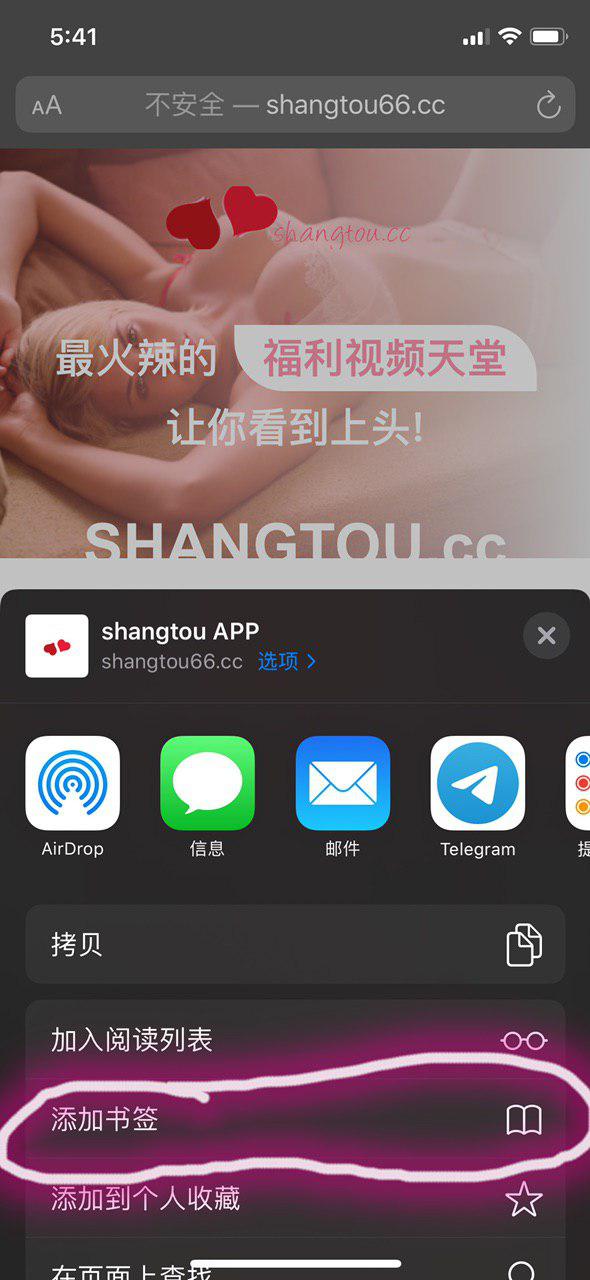 5:41
AA 不安全 — shangtou66.cc
shangtou.cc
最火辣的 福利视频天堂
让你看到上头!
SHANGTOU.cc
shangtou APP
shangtou66.cc 选项 >
AirDrop 信息 邮件 Telegram 提
拷贝
加入阅读列表
添加书签
添加到个人收藏
在页面上查找